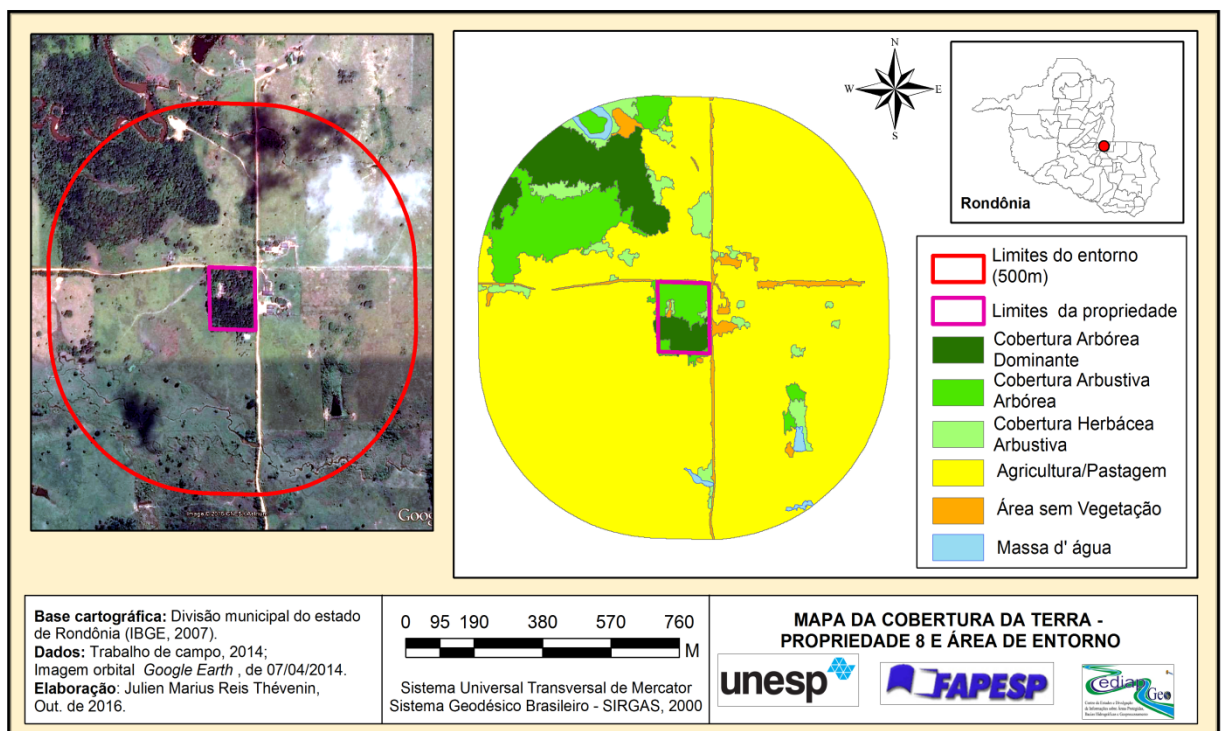 Goo
N
W
E
S
Rondônia
Limites do entorno
(500m)
Limites da propriedade
Cobertura Arbórea
Dominante
Cobertura Arbustiva
Arbórea
Cobertura Herbácea
Arbustiva
Agricultura/Pastagem
Área sem Vegetação
Massa d' água
Base cartográfica: Divisão municipal do estado
de Rondônia (IBGE, 2007).
Dados: Trabalho de campo, 2014;
Imagem orbital Google Earth , de 07/04/2014.
Elaboração: Julien Marius Reis Thévenin,
Out. de 2016.
0 95 190 380 570 760
M
Sistema Universal Transversal de Mercator
Sistema Geodésico Brasileiro - SIRGAS, 2000
MAPA DA COBERTURA DA TERRA -
PROPRIEDADE 8 E ÁREA DE ENTORNO
unesp
FAPESP
Cediap
Geo